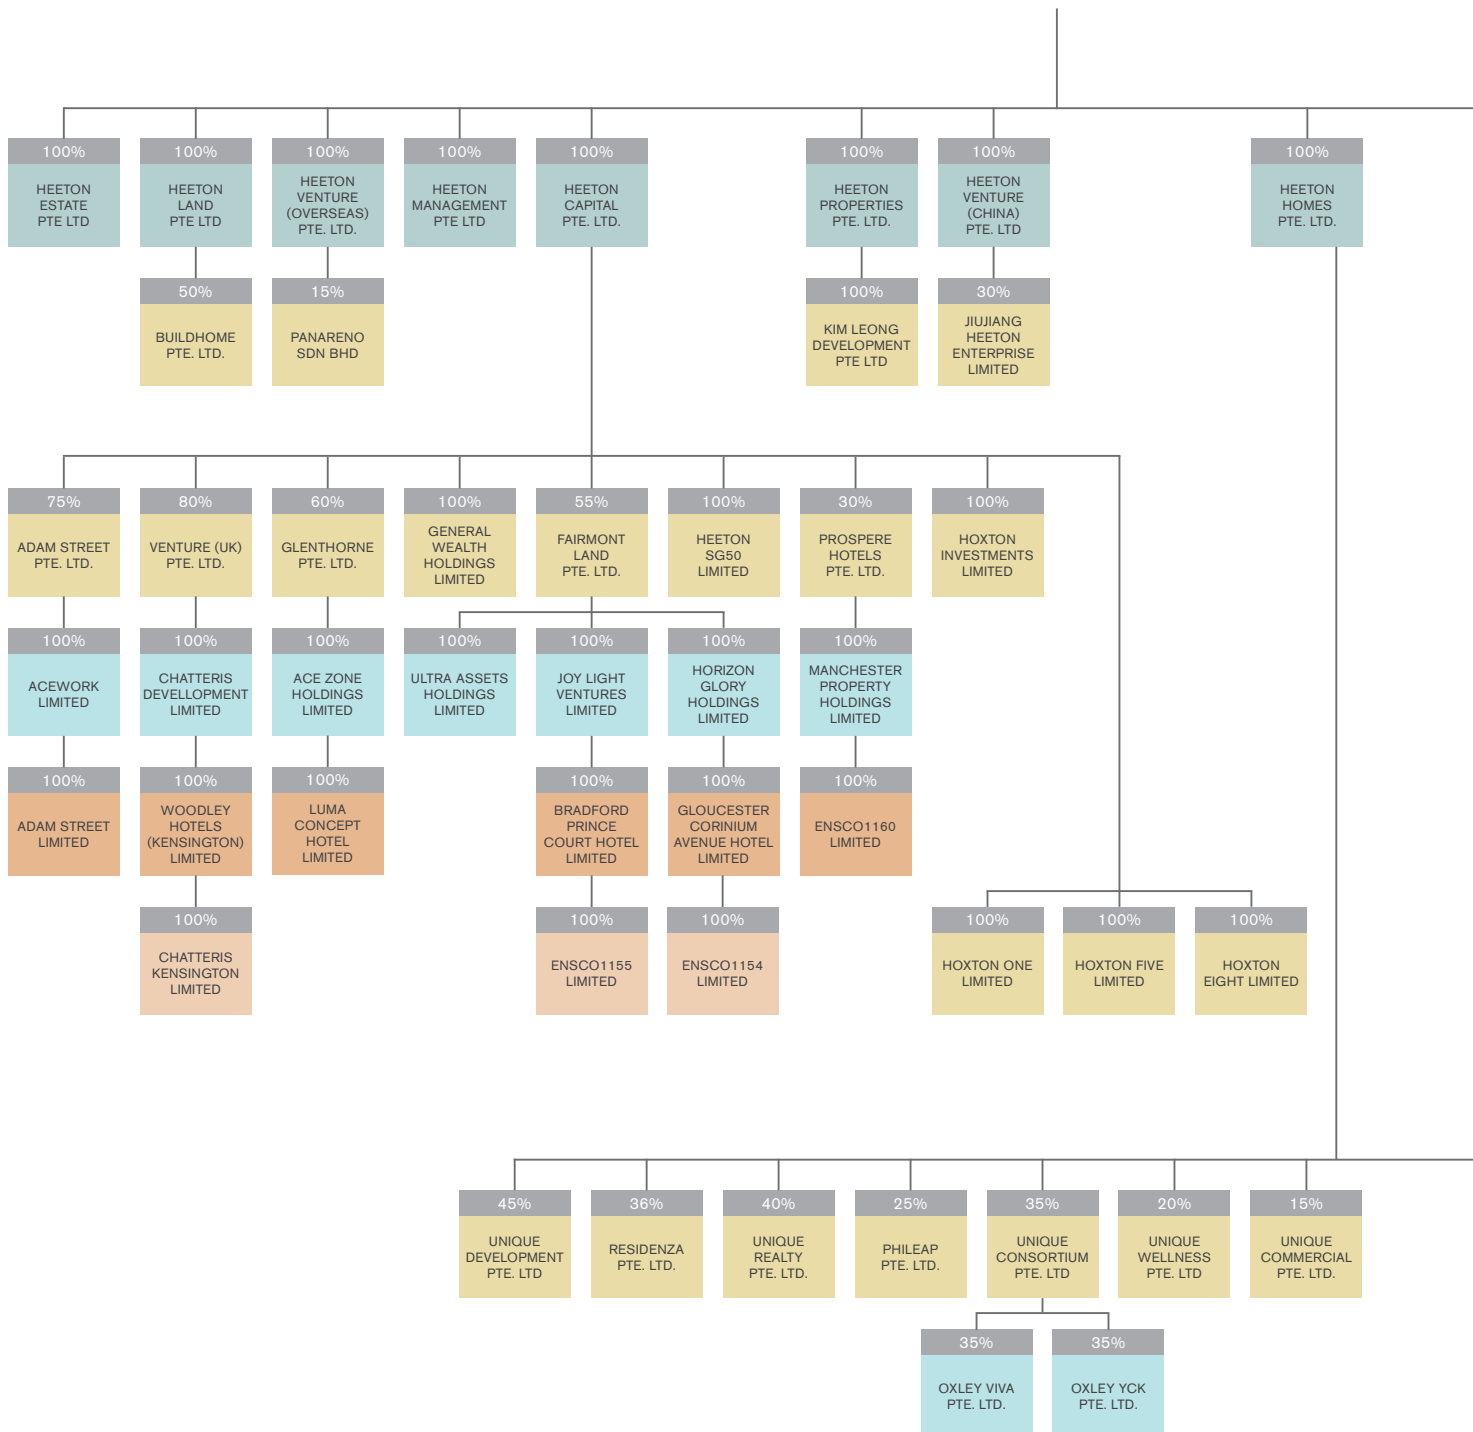 100%
HEETON
ESTATE
PTE LTD
100%
HEETON
LAND
PTE LTD
100%
HEETON
VENTURE
(OVERSEAS)
PTE. LTD.
100%
HEETON
MANAGEMENT
PTE LTD
100%
HEETON
CAPITAL
PTE. LTD.
100%
HEETON
PROPERTIES
PTE. LTD.
100%
HEETON
VENTURE
(CHINA)
PTE. LTD
100%
HEETON
HOMES
PTE. LTD.
50%
BUILDHOME
PTE. LTD.
15%
PANARENO
SDN BHD
100%
KIM LEONG
DEVELOPMENT
PTE LTD
30%
JIUJIANG
HEETON
ENTERPRISE
LIMITED
75%
ADAM STREET
PTE. LTD.
80%
VENTURE (UK)
PTE. LTD.
60%
GLENTHORNE
PTE. LTD.
100%
GENERAL
WEALTH
HOLDINGS
LIMITED
55%
FAIRMONT
LAND
PTE. LTD.
100%
HEETON
SG50
LIMITED
30%
PROSPERE
HOTELS
PTE. LTD.
100%
HOXTON
INVESTMENTS
LIMITED
100%
ACEWORK
LIMITED
100%
CHATTERIS
DEVELLOPMENT
LIMITED
100%
ACE ZONE
HOLDINGS
LIMITED
100%
ULTRA ASSETS
HOLDINGS
LIMITED
100%
JOY LIGHT
VENTURES
LIMITED
100%
HORIZON
GLORY
HOLDINGS
LIMITED
100%
MANCHESTER
PROPERTY
HOLDINGS
LIMITED
100%
ADAM STREET
LIMITED
100%
WOODLEY
HOTELS
(KENSINGTON)
LIMITED
100%
LUMA
CONCEPT
HOTEL
LIMITED
100%
BRADFORD
PRINCE
COURT HOTEL
LIMITED
100%
GLOUCESTER
CORINIUM
AVENUE HOTEL
LIMITED
100%
ENSCO1160
LIMITED
100%
CHATTERIS
KENSINGTON
LIMITED
100%
ENSCO1155
LIMITED
100%
ENSCO1154
LIMITED
100%
HOXTON ONE
LIMITED
100%
HOXTON FIVE
LIMITED
100%
HOXTON
EIGHT LIMITED
45%
UNIQUE
DEVELOPMENT
PTE. LTD
36%
RESIDENZA
PTE. LTD.
40%
UNIQUE
REALTY
PTE. LTD.
25%
PHILEAP
PTE. LTD.
35%
UNIQUE
CONSORTIUM
PTE. LTD
20%
UNIQUE
WELLNESS
PTE. LTD
15%
UNIQUE
COMMERCIAL
PTE. LTD.
35%
OXLEY VIVA
PTE. LTD.
35%
OXLEY YCK
PTE. LTD.